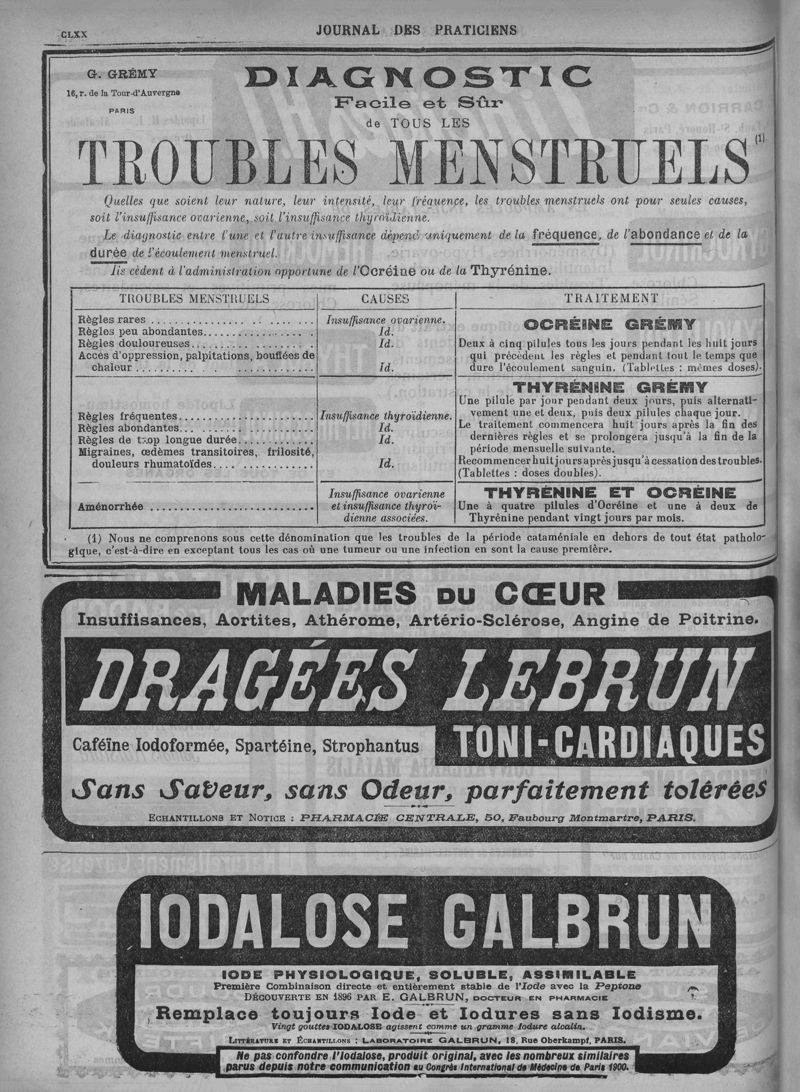 CLXX
JOURNAL DES PRATICIENS
G. GRÉMY
16, r. de la Tour-d'Auvergne
PARIS
DIAGNOSTIC
Facile et Sûr
de TOUS LES
TROUBLES MENSTRUELS (1)
Quelles que soient leur nature, leur intensité, leur fréquence, les troubles menstruels ont pour seules causes,
soit l'insuffisance ovarienne, soit l'insuffisance thyroïdienne.
Le diagnostic entre l'une et l'autre insuffisance dépend uniquement de la fréquence, de l'abondance et de la
durée de l'écoulement menstruel.
Ils cèdent à l'administration opportune de l'Ocréine ou de la Thyrénine.
TROUBLES MENSTRUELS
CAUSES
TRAITEMENT
Règles rares
Insuffisance ovarienne.
Règles peu abondantes
Id.
Règles douloureuses
Id.
Accès d'oppression, palpitations, bouffées de
chaleur
Id.
OCRÉINE GRÉMY
Deux à cinq pilules tous les jours pendant les huit jours
qui précèdent les règles et pendant tout le temps que
dure l'écoulement sanguin. (Tablettes : mêmes doses).
Règles fréquentes
Insuffisance thyroïdienne.
Règles abondantes
Id.
Règles de trop longue durée
Id.
Migraines, œdèmes transitoires, frilosité,
douleurs rhumatoïdes
Id.
THYRÉNINE GRÉMY
Une pilule par jour pendant deux jours, puis alternati-
vement une et deux, puis deux pilules chaque jour.
Le traitement commencera huit jours après la fin des
dernières règles et se prolongera jusqu'à la fin de la
période mensuelle suivante.
Recommencer huit jours après jusqu'à cessation des troubles.
(Tablettes : doses doubles).
Aménorrhée
Insuffisance ovarienne
et insuffisance thyroï-
dienne associées.
THYRÉNINE ET OCRÉINE
Une à quatre pilules d'Ocréine et une à deux de
Thyrénine pendant vingt jours par mois.
(1) Nous ne comprenons sous cette dénomination que les troubles de la période cataméniale en dehors de tout état patholo-
gique, c'est-à-dire en exceptant tous les cas où une tumeur ou une infection en sont la cause première.
MALADIES DU CŒUR
Insuffisances, Aortites, Athérome, Artério-Sclérose, Angine de Poitrine.
DRAGÉES LEBRUN
Caféïne Iodoformée, Spartéine, Strophantus
TONI-CARDIAQUES
Sans Saveur, sans Odeur, parfaitement tolérées
ECHANTILLONS ET NOTICE : PHARMACIE CENTRALE, 50, Faubourg Montmartre, PARIS.
IODALOSE GALBRUN
IODE PHYSIOLOGIQUE, SOLUBLE, ASSIMILABLE
Première Combinaison directe et entièrement stable de l'Iode avec la Peptone
DÉCOUVERTE EN 1896 PAR E. GALBRUN, DOCTEUR EN PHARMACIE
Remplace toujours Iode et Iodures sans Iodisme.
Vingt gouttes IODALOSE agissent comme un gramme Iodure alcalin.
LITTÉRATURE ET ÉCHANTILLONS : LABORATOIRE GALBRUN, 18, Rue Oberkampf, PARIS.
Ne pas confondre l'Iodalose, produit original, avec les nombreux similaires
parus depuis notre communication au Congrès International de Médecine de Paris 1900.